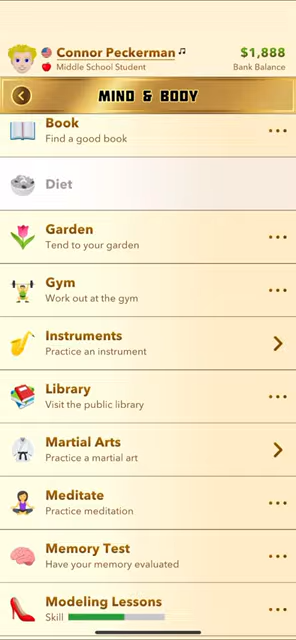 Connor Peckerman
$1,888
Middle School Student
Bank Balance
MIND & BODY
Book
Find a good book
Diet
Garden
Tend to your garden
Gym
Work out at the gym
Instruments
Practice an instrument
Library
Visit the public library
Martial Arts
Practice a martial art
Meditate
Practice meditation
Memory Test
Have your memory evaluated
Modeling Lessons
Skill